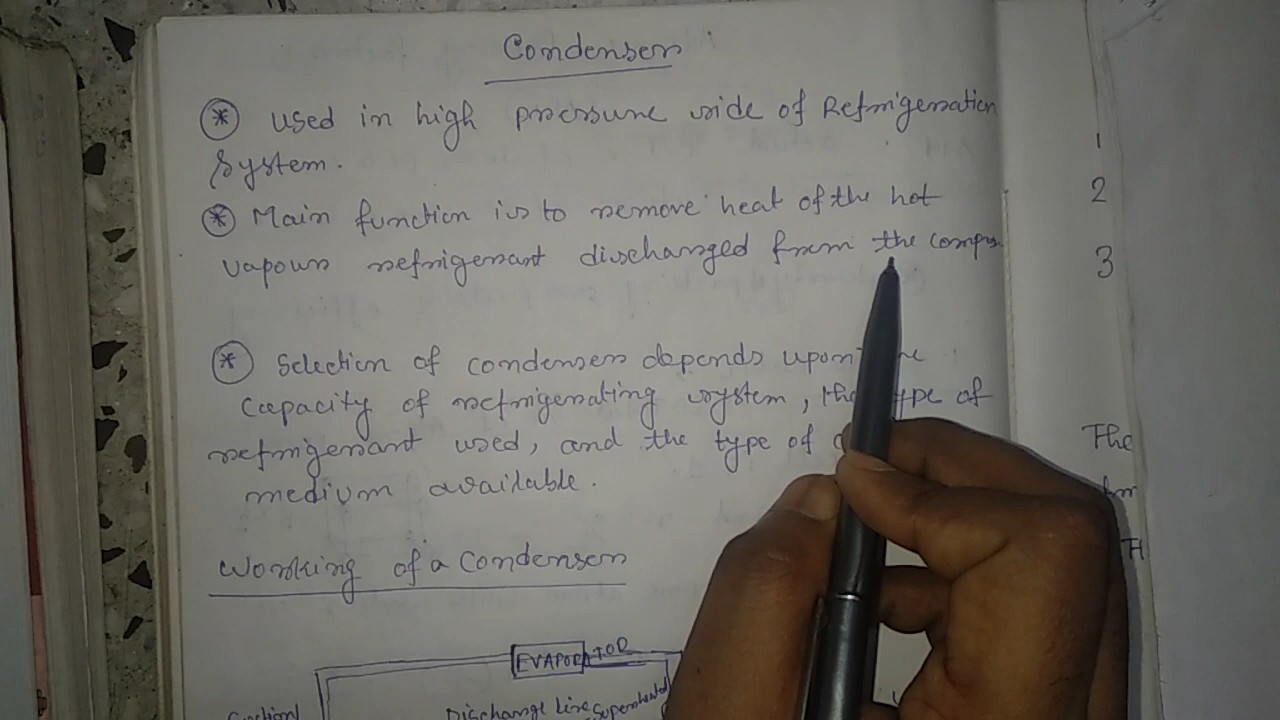 Condenser
* Used in high pressure side of Refrigeration
System.
* Main function is to remove heat of the hot
vapour refrigerant discharged from the
* Selection of condenser depends upon
capacity of refrigerating system, the type of
refrigerant used, and the type of
medium available.
Working of a Condenser
EVAPORATOR
Discharge line Superheated
1
2
3
The